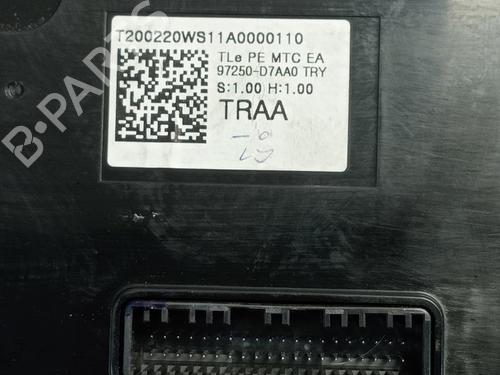 T200220WS11A0000110
TLe PE MTC EA
97250-D7AA0 TRY
S:1.00 H:1.00
TRAA
B-PARTS